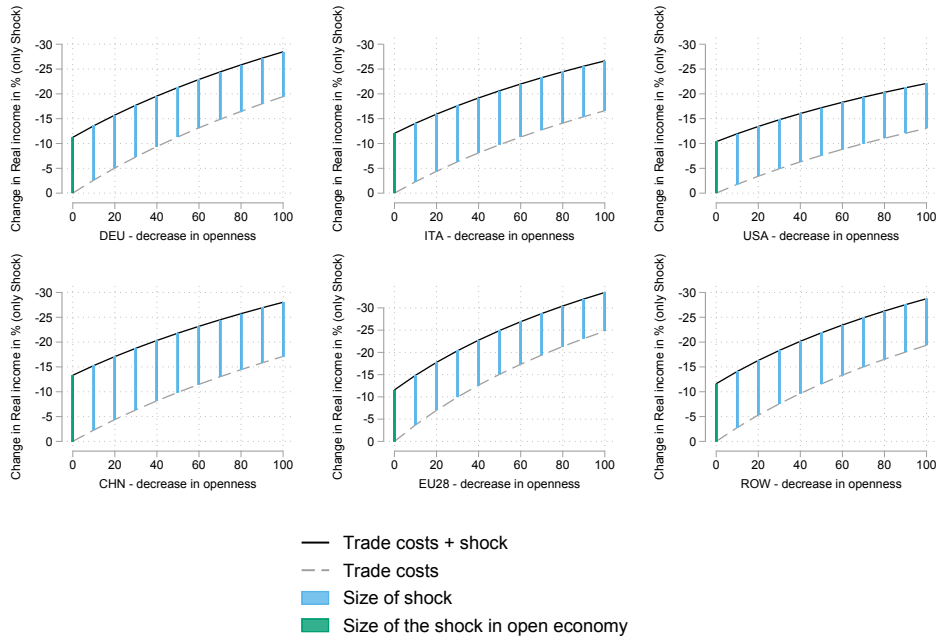 Change in Real income in % (only Shock)
-30
-25
-20
-15
-10
-5
0
0 20 40 60 80 100
DEU - decrease in openness
Change in Real income in % (only Shock)
-30
-25
-20
-15
-10
-5
0
0 20 40 60 80 100
ITA - decrease in openness
Change in Real income in % (only Shock)
-30
-25
-20
-15
-10
-5
0
0 20 40 60 80 100
USA - decrease in openness
Change in Real income in % (only Shock)
-30
-25
-20
-15
-10
-5
0
0 20 40 60 80 100
CHN - decrease in openness
Change in Real income in % (only Shock)
-30
-25
-20
-15
-10
-5
0
0 20 40 60 80 100
EU28 - decrease in openness
Change in Real income in % (only Shock)
-30
-25
-20
-15
-10
-5
0
0 20 40 60 80 100
ROW - decrease in openness
Trade costs + shock
Trade costs
Size of shock
Size of the shock in open economy